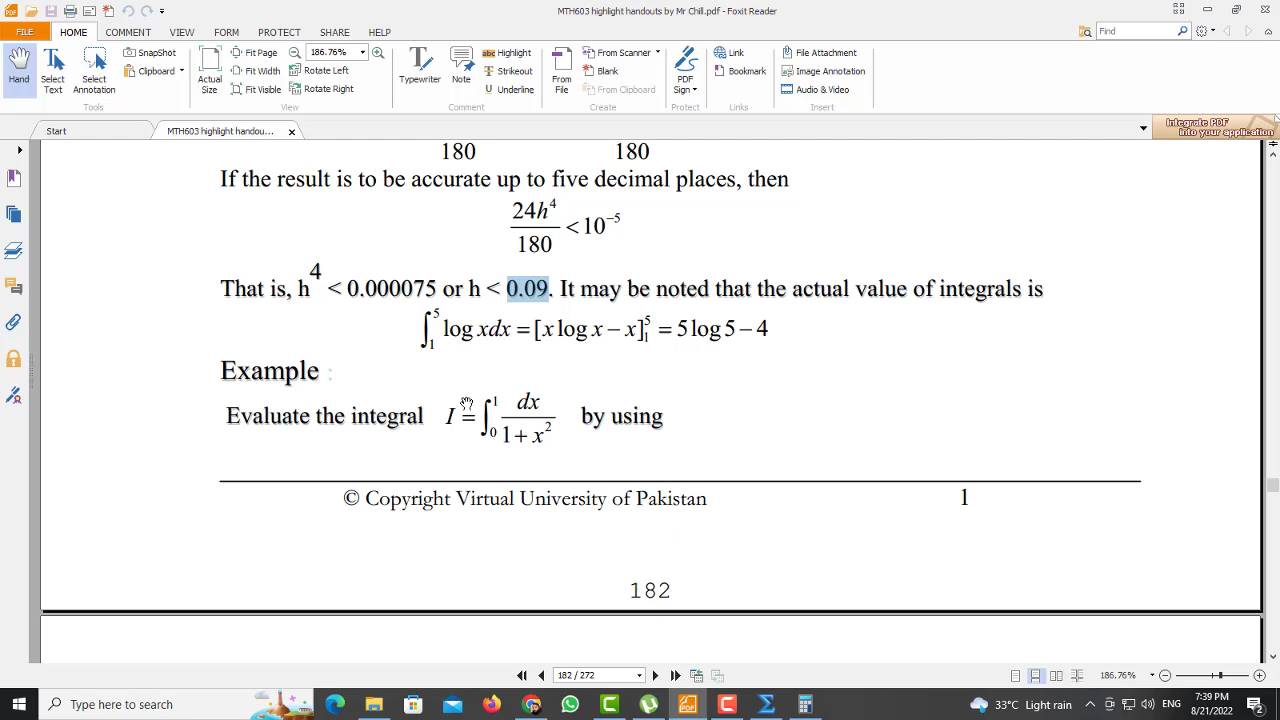 MTH603 highlight handouts by Mr Chill.pdf - Foxit Reader
FILE HOME COMMENT VIEW FORM PROTECT SHARE HELP
Find
Hand
Select Text
Select Annotation
SnapShot
Clipboard
Tools
Actual Size
Fit Page
Fit Width
Fit Visible
186.76%
Rotate Left
Rotate Right
View
Typewriter
Note
Highlight
Strikeout
Underline
Comment
From File
From Scanner
Blank
From Clipboard
Create
PDF Sign
Protect
Link
Bookmark
Links
File Attachment
Image Annotation
Audio & Video
Insert
Start
MTH603 highlight handou...
Integrate PDF
into your application
180 180
If the result is to be accurate up to five decimal places, then
24h⁴/180 < 10⁻⁵
That is, h⁴ < 0.000075 or h < 0.09. It may be noted that the actual value of integrals is
∫₁⁵ log xdx = [x log x − x]₁⁵ = 5 log 5 − 4
Example :
Evaluate the integral I = ∫₀¹ dx/(1 + x²) by using
© Copyright Virtual University of Pakistan 1
182
182 / 272
186.76%
Type here to search
33°C Light rain
ENG
7:39 PM
8/21/2022
2